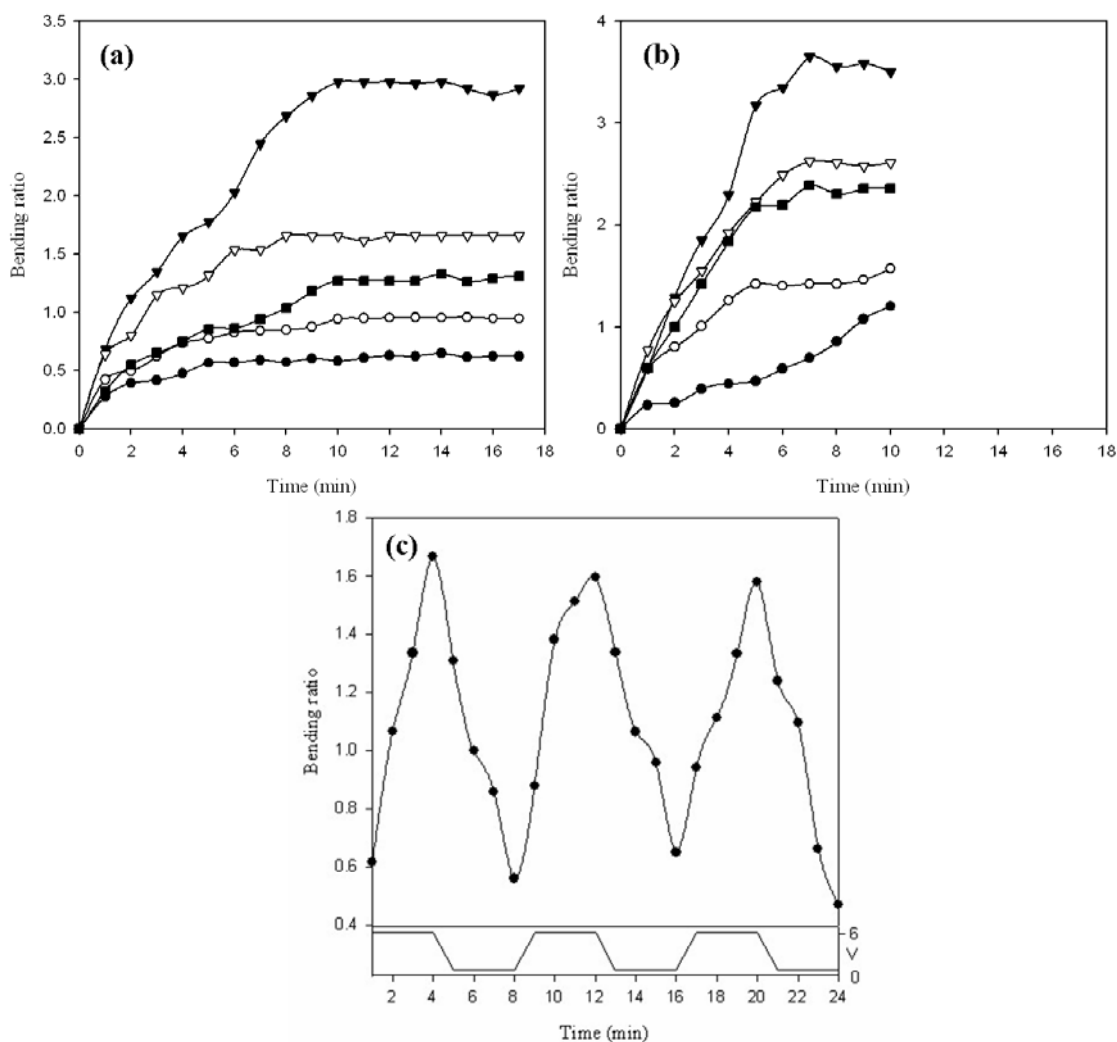 (a)
3.5
3.0
2.5
2.0
1.5
1.0
0.5
0.0
Bending ratio
0 2 4 6 8 10 12 14 16 18
Time (min)
(b)
4
3
2
1
0
Bending ratio
0 2 4 6 8 10 12 14 16 18
Time (min)
(c)
1.8
1.6
1.4
1.2
1.0
0.8
0.6
0.4
Bending ratio
6
V
0
2 4 6 8 10 12 14 16 18 20 22 24
Time (min)